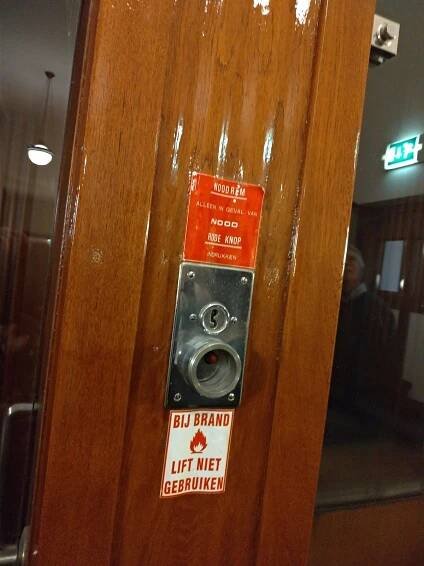 NOODREM
ALLEEN IN GEVAL VAN
NOOD
RODE KNOP
INDRUKKEN
BIJ BRAND
LIFT NIET
GEBRUIKEN